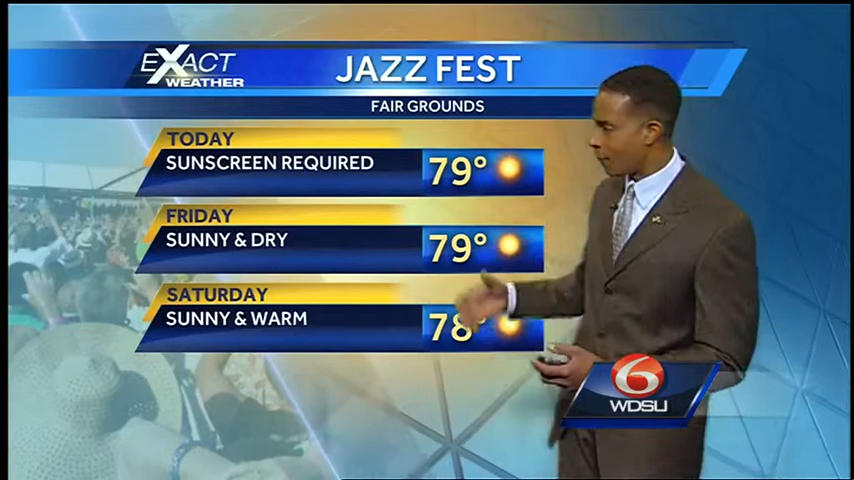 EXACT
WEATHER
JAZZ FEST
FAIR GROUNDS
TODAY
SUNSCREEN REQUIRED 79°
FRIDAY
SUNNY & DRY 79°
SATURDAY
SUNNY & WARM 78°
6
WDSU